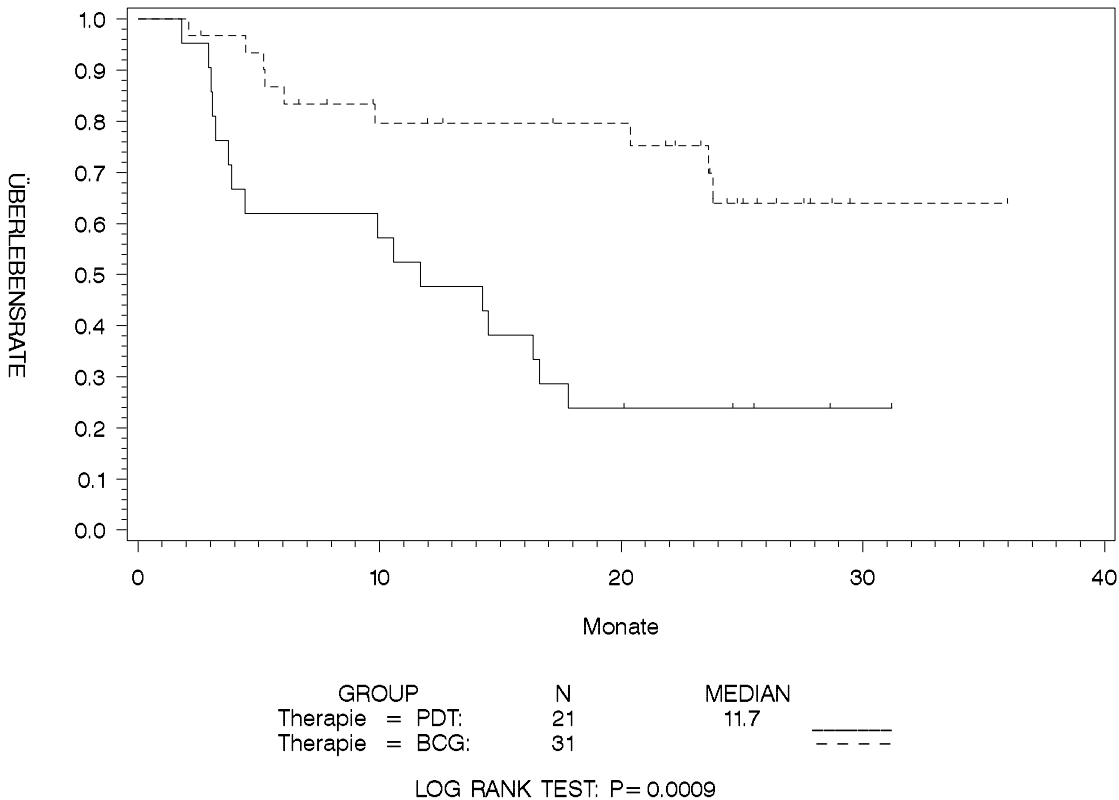 ÜBERLEBENSRATE
1.0
0.9
0.8
0.7
0.6
0.5
0.4
0.3
0.2
0.1
0.0
0 10 20 30 40
Monate
GROUP N MEDIAN
Therapie = PDT: 21 11.7
Therapie = BCG: 31
LOG RANK TEST: P= 0.0009